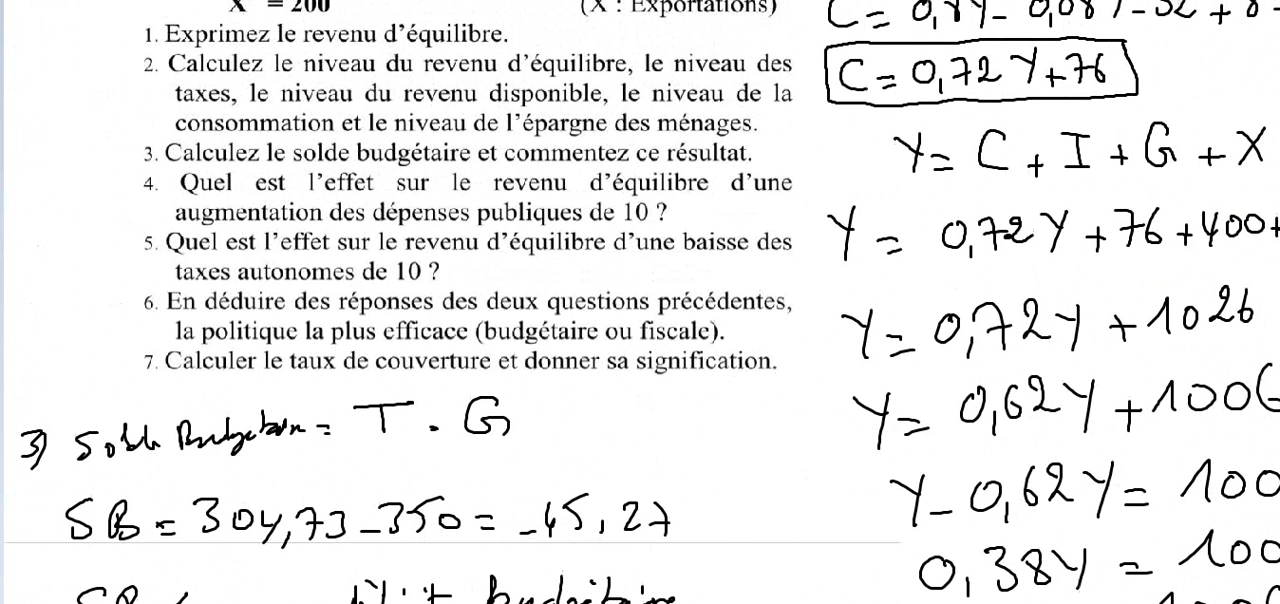 X = 200 (X : Exportations)
1. Exprimez le revenu d'équilibre.
2. Calculez le niveau du revenu d'équilibre, le niveau des
taxes, le niveau du revenu disponible, le niveau de la
consommation et le niveau de l'épargne des ménages.
3. Calculez le solde budgétaire et commentez ce résultat.
4. Quel est l'effet sur le revenu d'équilibre d'une
augmentation des dépenses publiques de 10 ?
5. Quel est l'effet sur le revenu d'équilibre d'une baisse des
taxes autonomes de 10 ?
6. En déduire des réponses des deux questions précédentes,
la politique la plus efficace (budgétaire ou fiscale).
7. Calculer le taux de couverture et donner sa signification.
3) Solde Budgetaire = T - G
SB = 304,73 - 350 = -45,27
budgétaire
C = 0,72Y + 76
Y = C + I + G + X
Y = 0,72Y + 76 + 400 +
Y = 0,72Y + 1026
Y = 0,62Y + 100
Y - 0,62Y = 100
0,38Y = 100